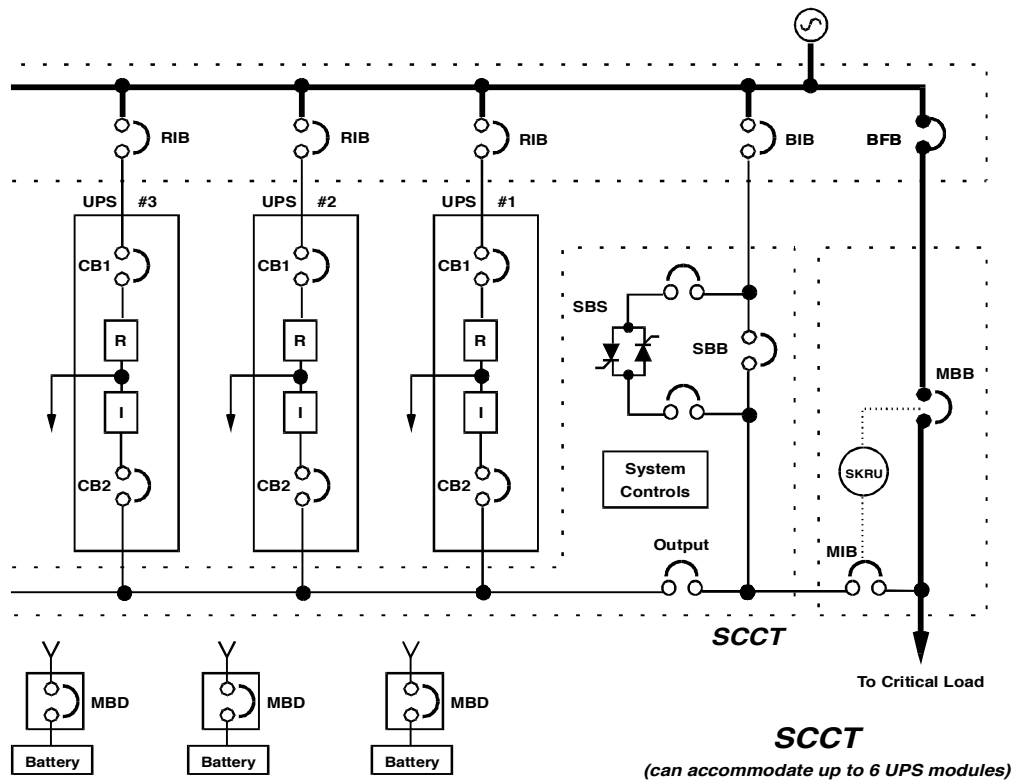 RIB RIB RIB BIB BFB
UPS #3 UPS #2 UPS #1
CB1 CB1 CB1
SBS
R R R
SBB
MBB
I I I
System
Controls
SKRU
CB2 CB2 CB2
Output
MIB
SCCT
To Critical Load
MBD MBD MBD
Battery Battery Battery
SCCT
(can accommodate up to 6 UPS modules)